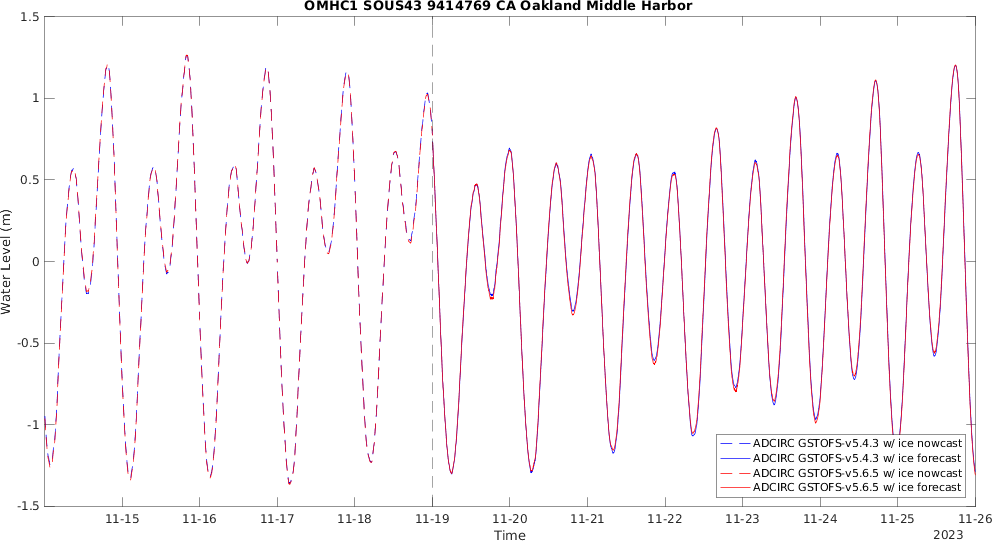 OMHC1 SOUS43 9414769 CA Oakland Middle Harbor
1.5
1
0.5
0
-0.5
-1
-1.5
Water Level (m)
ADCIRC GSTOFS-v5.4.3 w/ ice nowcast
ADCIRC GSTOFS-v5.4.3 w/ ice forecast
ADCIRC GSTOFS-v5.6.5 w/ ice nowcast
ADCIRC GSTOFS-v5.6.5 w/ ice forecast
11-15 11-16 11-17 11-18 11-19 11-20 11-21 11-22 11-23 11-24 11-25 11-26
Time
2023